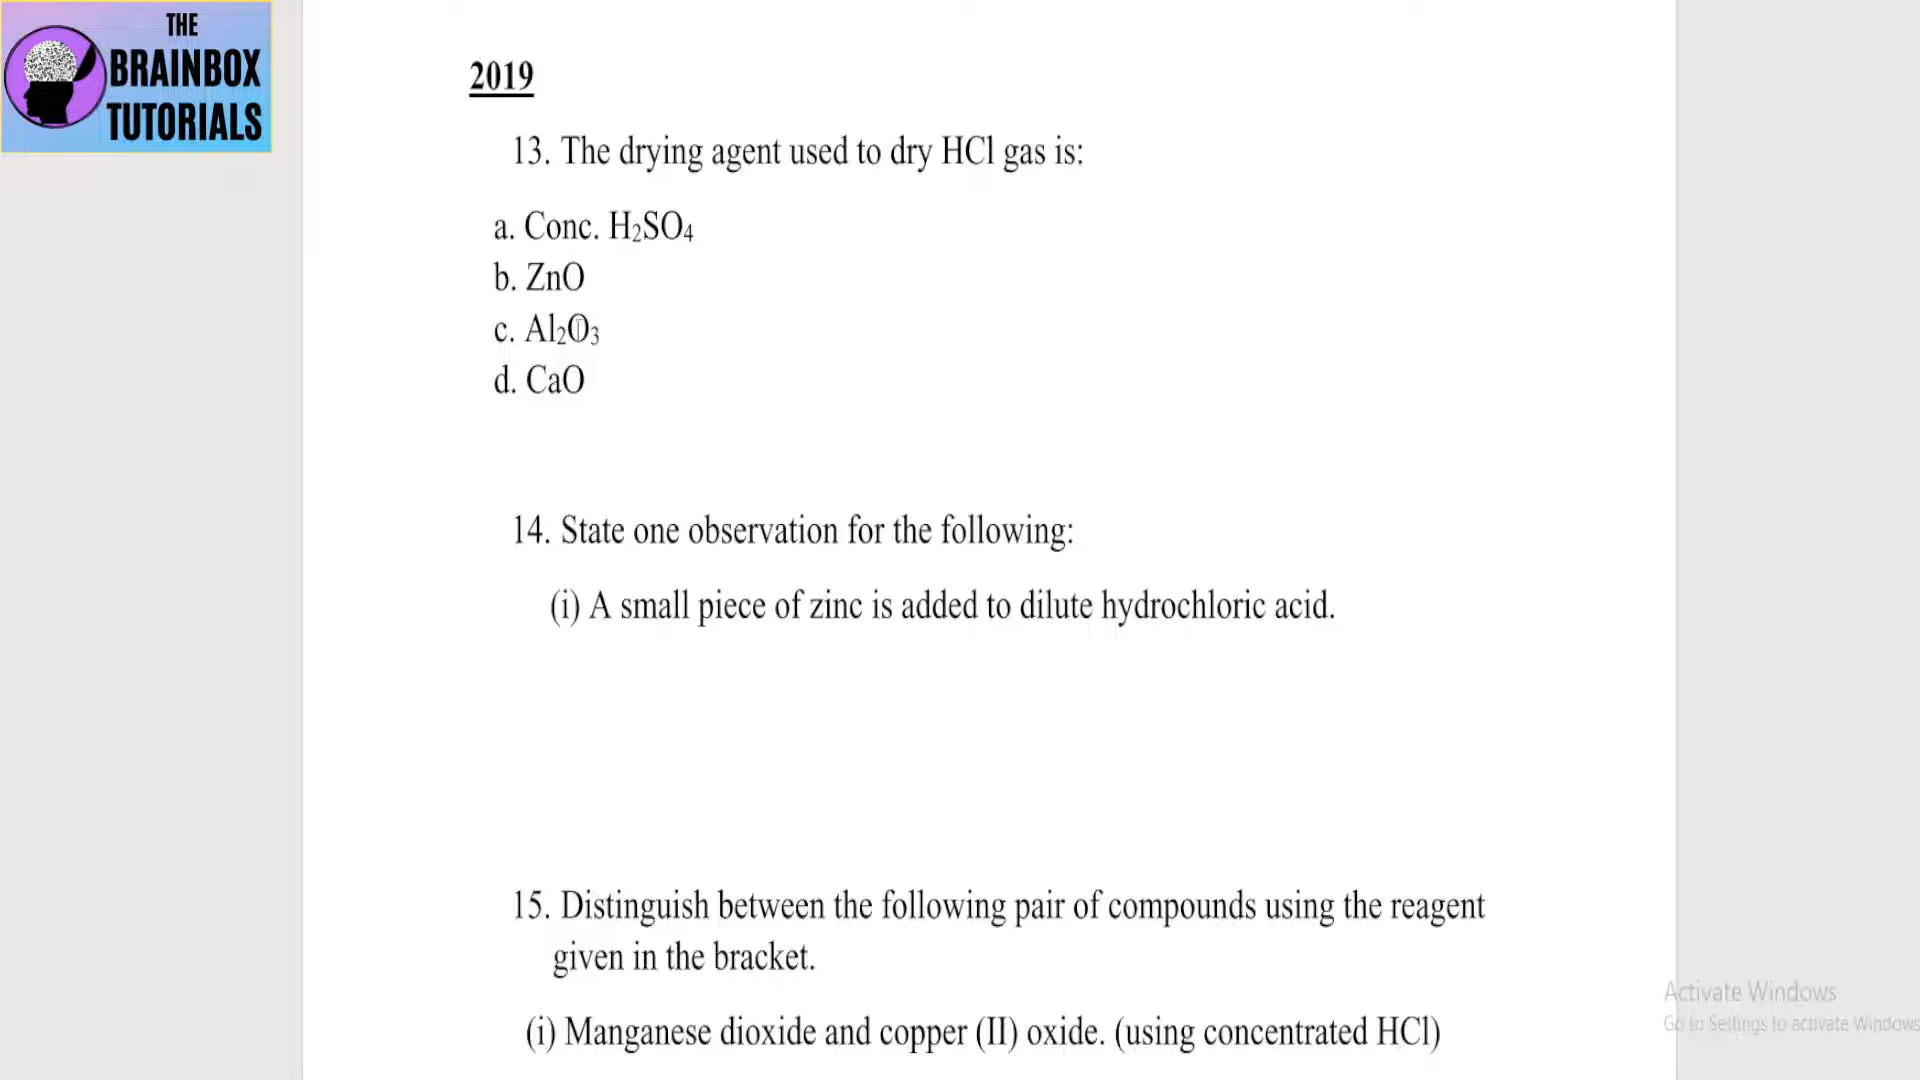 THE
BRAINBOX
TUTORIALS
2019
13. The drying agent used to dry HCl gas is:
a. Conc. H₂SO₄
b. ZnO
c. Al₂O₃
d. CaO
14. State one observation for the following:
(i) A small piece of zinc is added to dilute hydrochloric acid.
15. Distinguish between the following pair of compounds using the reagent
given in the bracket.
(i) Manganese dioxide and copper (II) oxide. (using concentrated HCl)
Activate Windows
Go to Settings to activate Windows